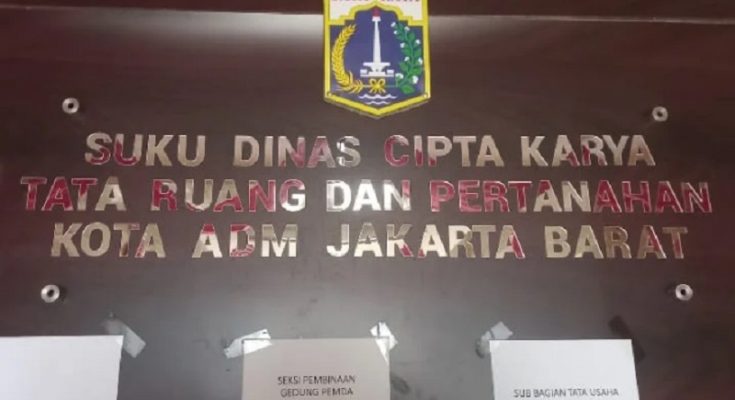 SUKU DINAS CIPTA KARYA
TATA RUANG DAN PERTANAHAN
KOTA ADM JAKARTA BARAT
SEKSI PEMBINAAN
GEDUNG PEMDA
SUB BAGIAN TATA USAHA